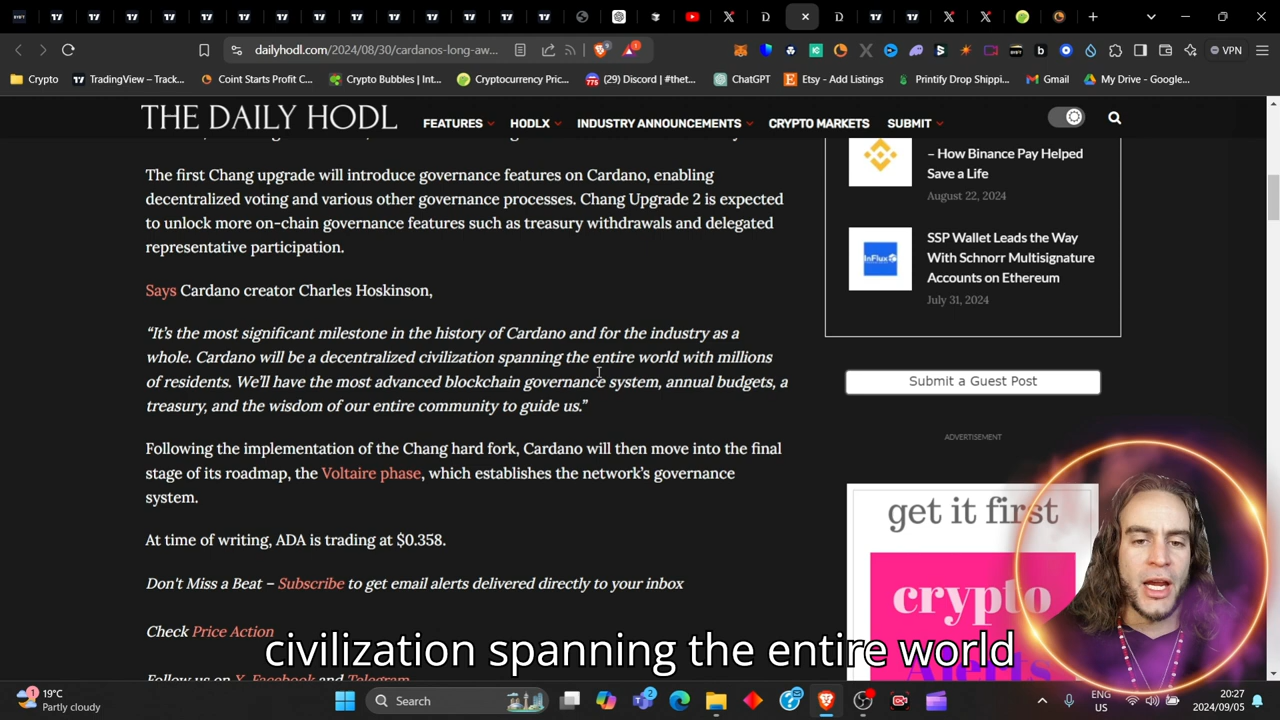 dailyhodl.com/2024/08/30/cardanos-long-aw...
VPN
Crypto
TradingView – Track...
Coint Starts Profit C...
Crypto Bubbles | Int...
Cryptocurrency Pric...
(29) Discord | #thet...
ChatGPT
Etsy - Add Listings
Printify Drop Shippi...
Gmail
My Drive - Google...
THE DAILY HODL
FEATURES
HODLX
INDUSTRY ANNOUNCEMENTS
CRYPTO MARKETS
SUBMIT
The first Chang upgrade will introduce governance features on Cardano, enabling
decentralized voting and various other governance processes. Chang Upgrade 2 is expected
to unlock more on-chain governance features such as treasury withdrawals and delegated
representative participation.
Says Cardano creator Charles Hoskinson,
“It’s the most significant milestone in the history of Cardano and for the industry as a
whole. Cardano will be a decentralized civilization spanning the entire world with millions
of residents. We’ll have the most advanced blockchain governance system, annual budgets, a
treasury, and the wisdom of our entire community to guide us.”
Following the implementation of the Chang hard fork, Cardano will then move into the final
stage of its roadmap, the Voltaire phase, which establishes the network’s governance
system.
At time of writing, ADA is trading at $0.358.
Don't Miss a Beat – Subscribe to get email alerts delivered directly to your inbox
Check Price Action
Follow us on X, Facebook and Telegram
– How Binance Pay Helped
Save a Life
August 22, 2024
InFlux
SSP Wallet Leads the Way
With Schnorr Multisignature
Accounts on Ethereum
July 31, 2024
Submit a Guest Post
ADVERTISEMENT
get it first
crypto
Alerts
civilization spanning the entire world
19°C
Partly cloudy
Search
ENG
US
20:27
2024/09/05